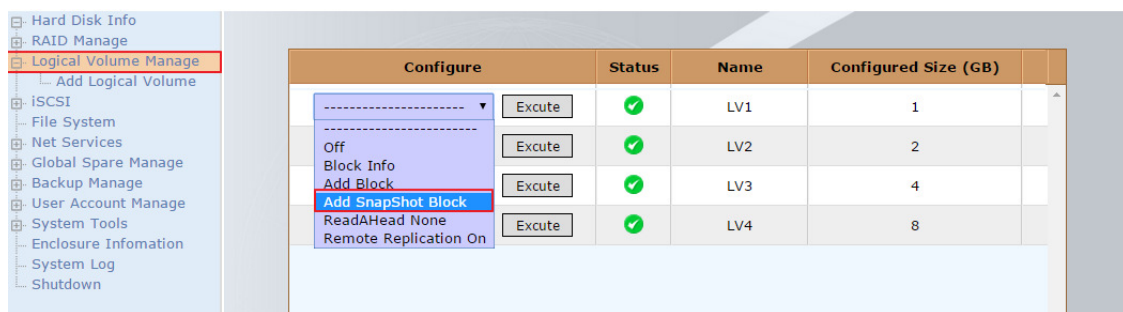 Hard Disk Info
RAID Manage
Logical Volume Manage
Add Logical Volume
iSCSI
File System
Net Services
Global Spare Manage
Backup Manage
User Account Manage
System Tools
Enclosure Infomation
System Log
Shutdown
Configure Status Name Configured Size (GB)
-------------------- Excute LV1 1
----------------------
Off
Block Info
Add Block
Add SnapShot Block
ReadAHead None
Remote Replication On
Excute LV2 2
Excute LV3 4
Excute LV4 8